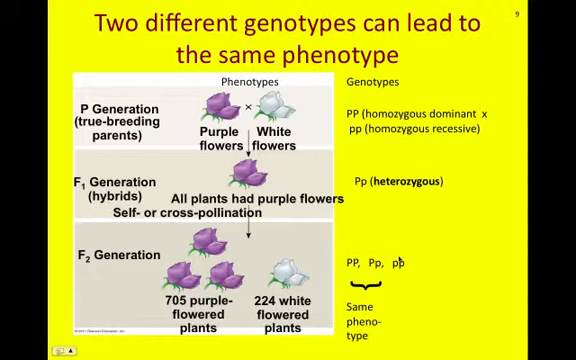 9
Two different genotypes can lead to
the same phenotype
Phenotypes
Genotypes
P Generation
(true-breeding
parents)
×
Purple
flowers
White
flowers
PP (homozygous dominant x
pp (homozygous recessive)
F1 Generation
(hybrids)
All plants had purple flowers
Self- or cross-pollination
Pp (heterozygous)
F2 Generation
705 purple-
flowered
plants
224 white
flowered
plants
PP, Pp, pp
Same
pheno-
type